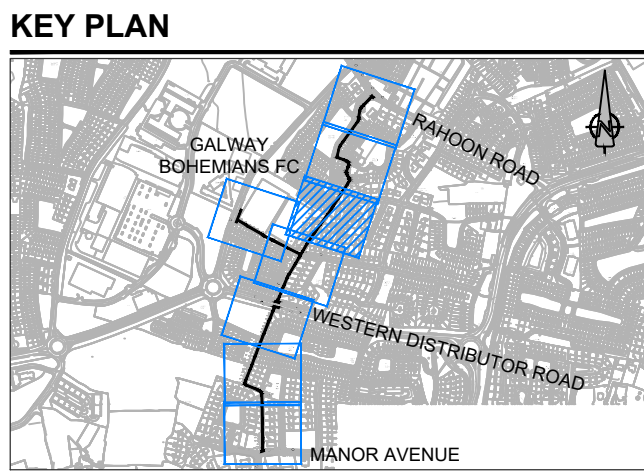 KEY PLAN
RAHOON ROAD
GALWAY
BOHEMIANS FC
WESTERN DISTRIBUTOR ROAD
MANOR AVENUE